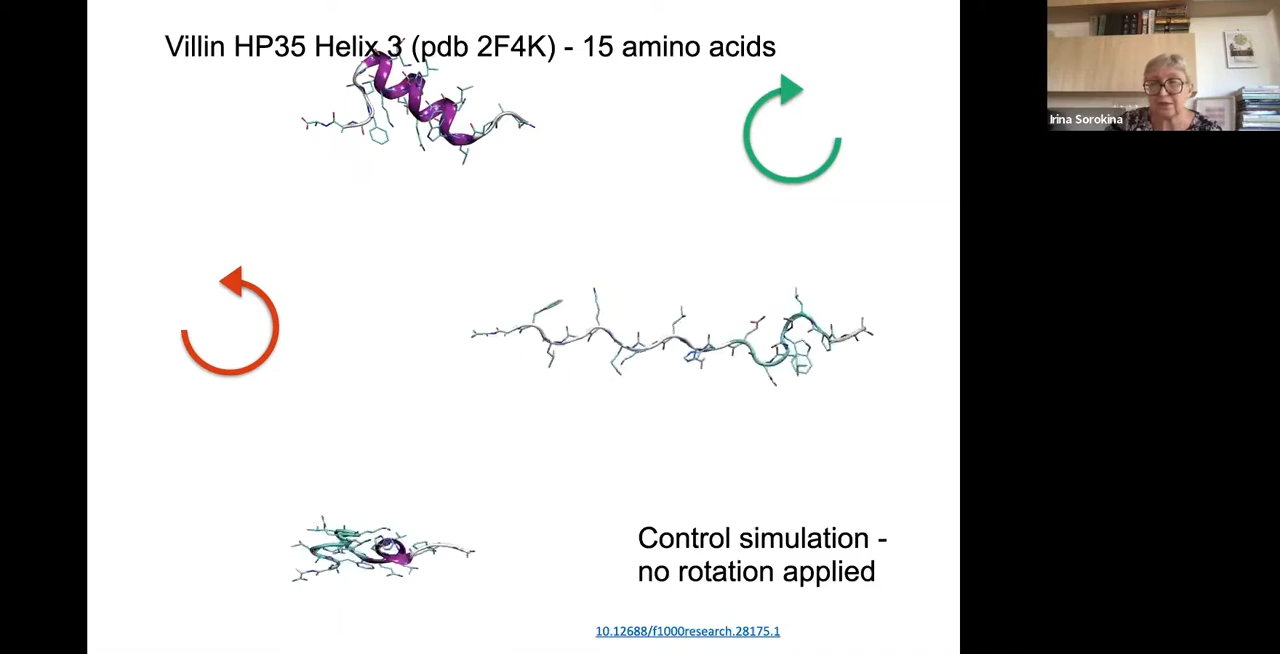 Villin HP35 Helix 3 (pdb 2F4K) - 15 amino acids
Irina Sorokina
Control simulation -
no rotation applied
10.12688/f1000research.28175.1